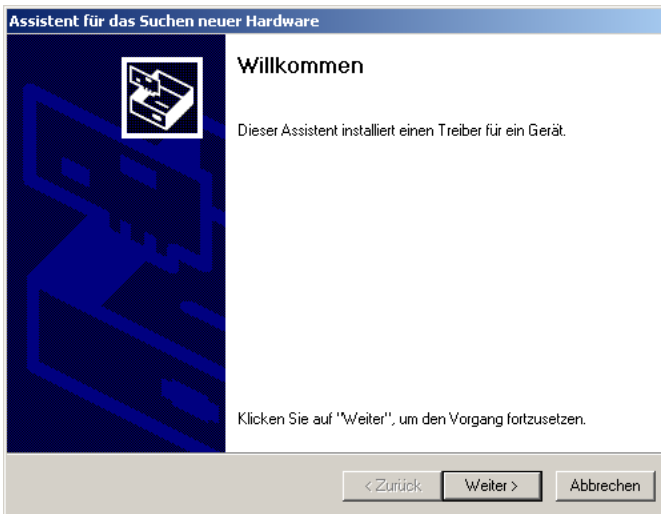 Assistent für das Suchen neuer Hardware
Willkommen
Dieser Assistent installiert einen Treiber für ein Gerät.
Klicken Sie auf "Weiter", um den Vorgang fortzusetzen.
< Zurück
Weiter >
Abbrechen